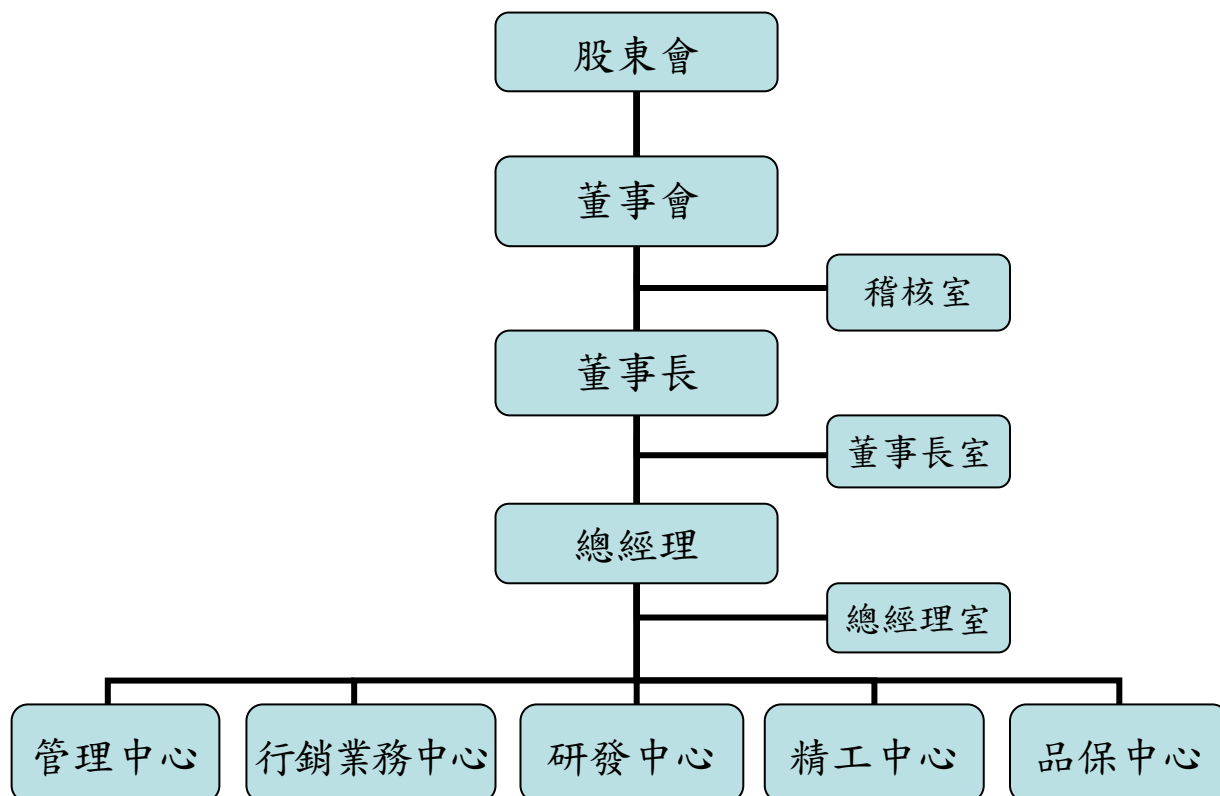 股東會
董事會
稽核室
董事長
董事長室
總經理
總經理室
管理中心
行銷業務中心
研發中心
精工中心
品保中心